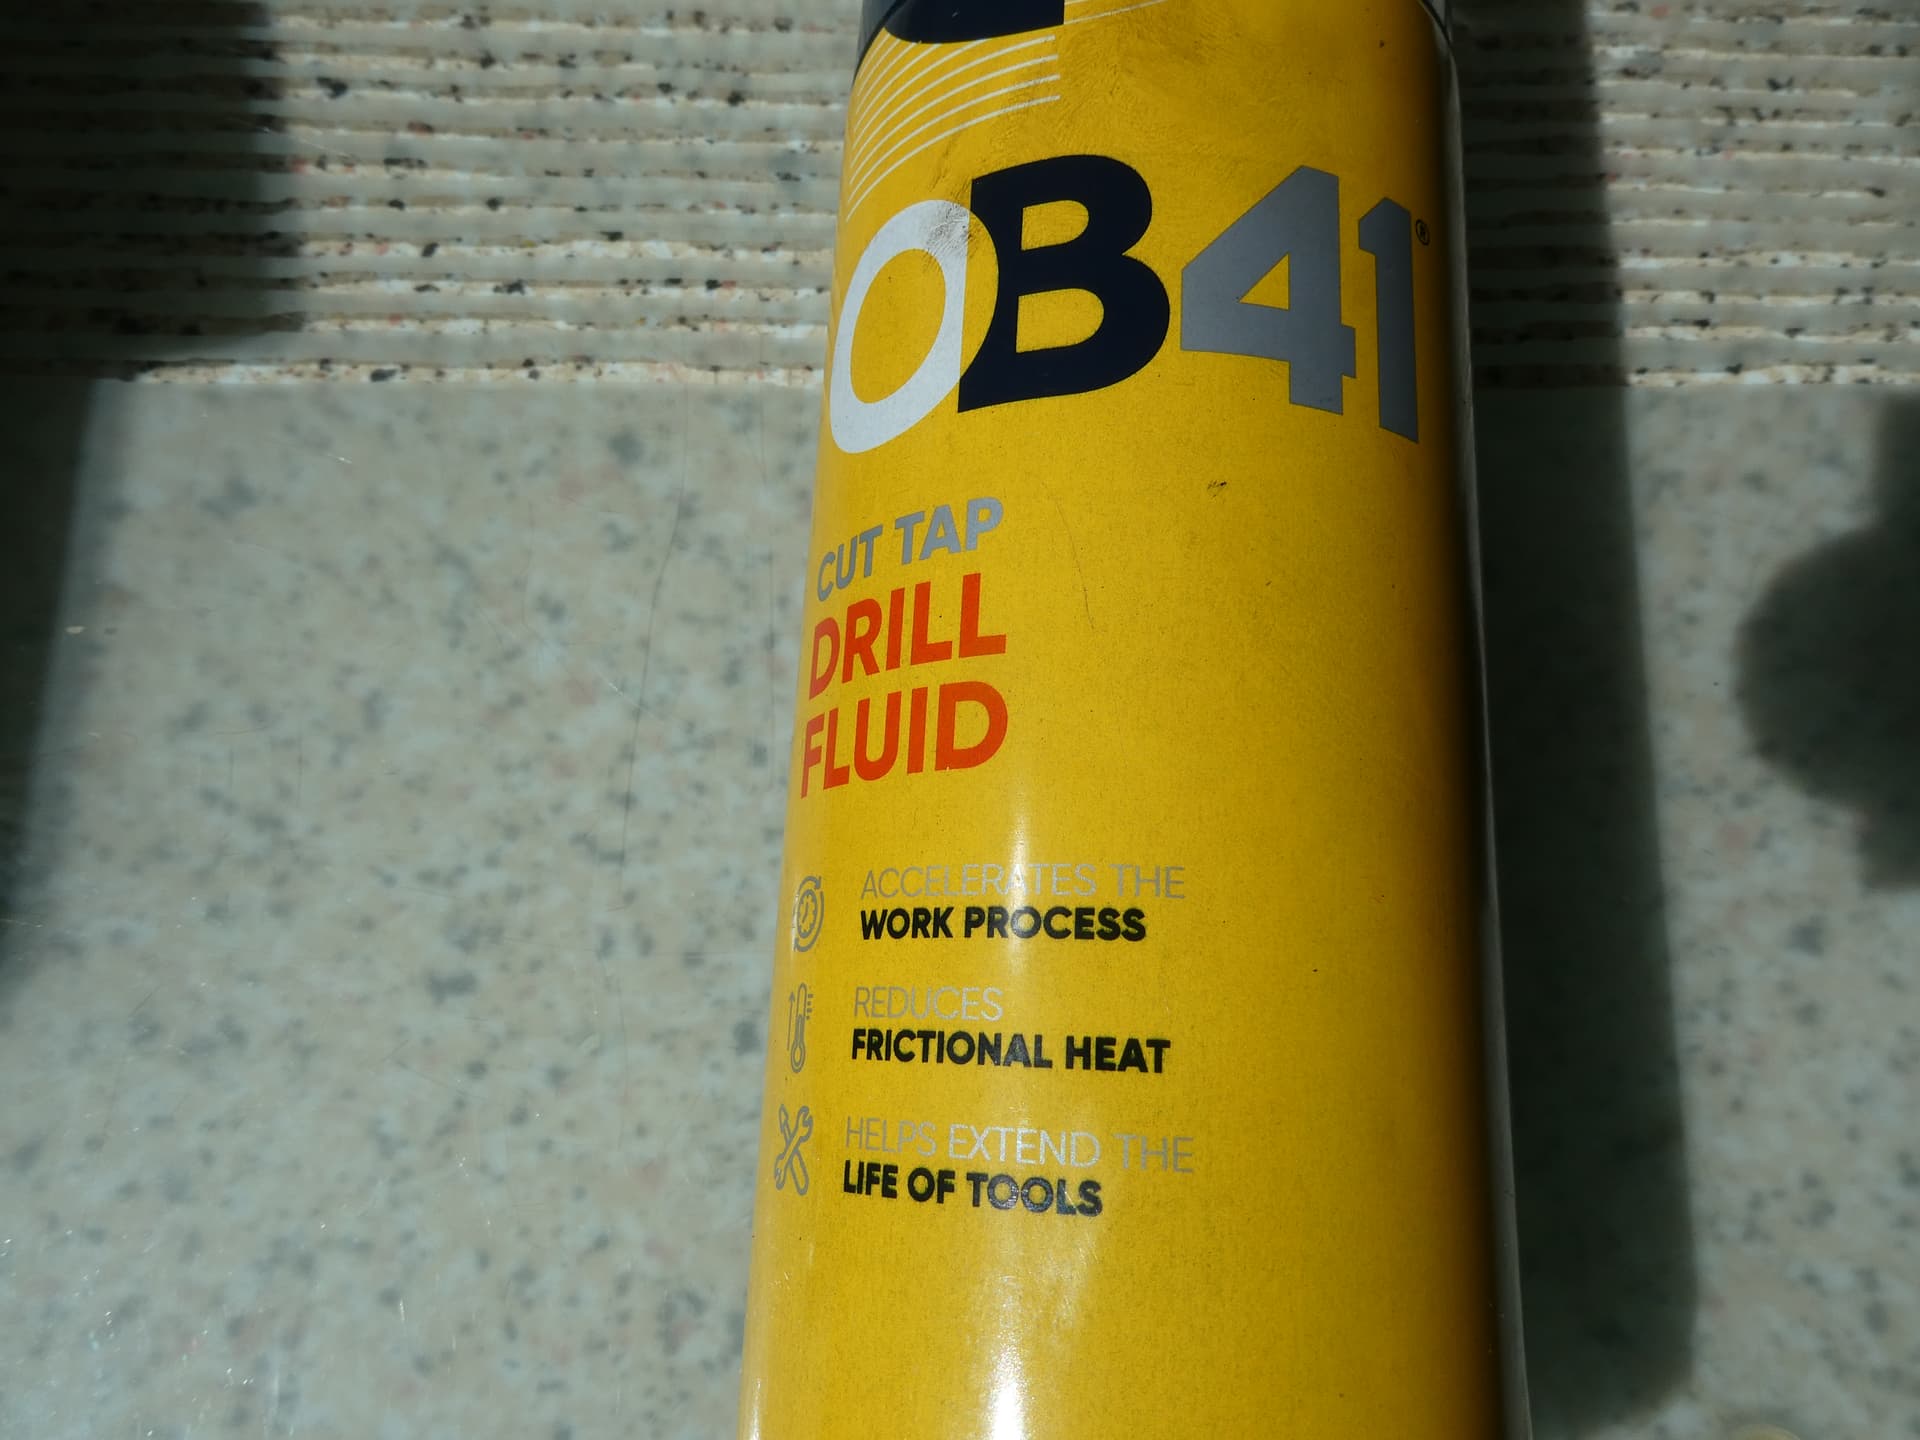 OB41®
CUT TAP
DRILL
FLUID
ACCELERATES THE
WORK PROCESS
REDUCES
FRICTIONAL HEAT
HELPS EXTEND THE
LIFE OF TOOLS